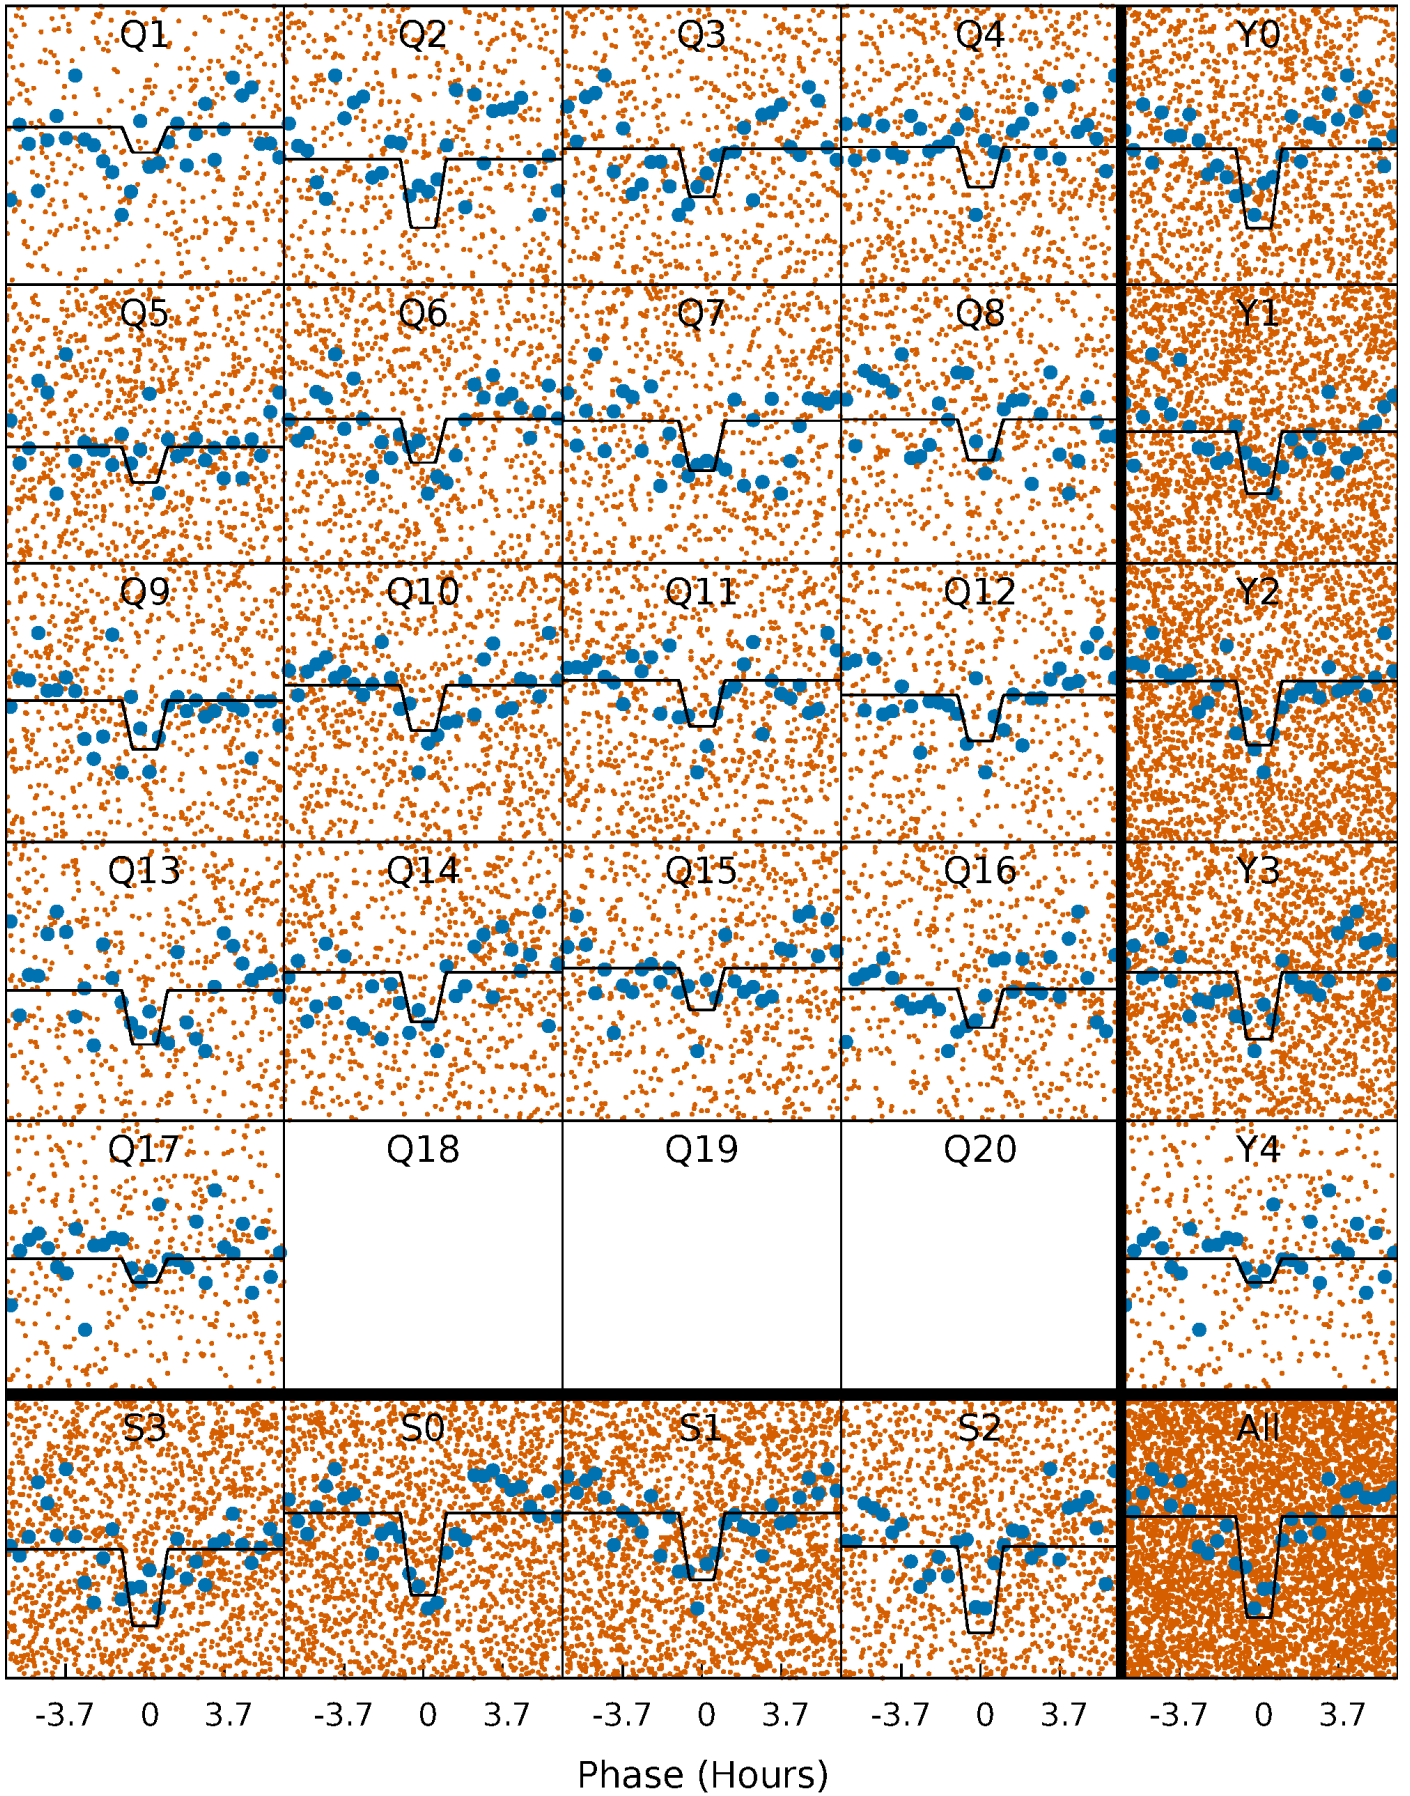 Q1 Q2 Q3 Q4 Y0
Q5 Q6 Q7 Q8 Y1
Q9 Q10 Q11 Q12 Y2
Q13 Q14 Q15 Q16 Y3
Q17 Q18 Q19 Q20 Y4
S3 S0 S1 S2 All
-3.7 0 3.7 -3.7 0 3.7 -3.7 0 3.7 -3.7 0 3.7 -3.7 0 3.7
Phase (Hours)